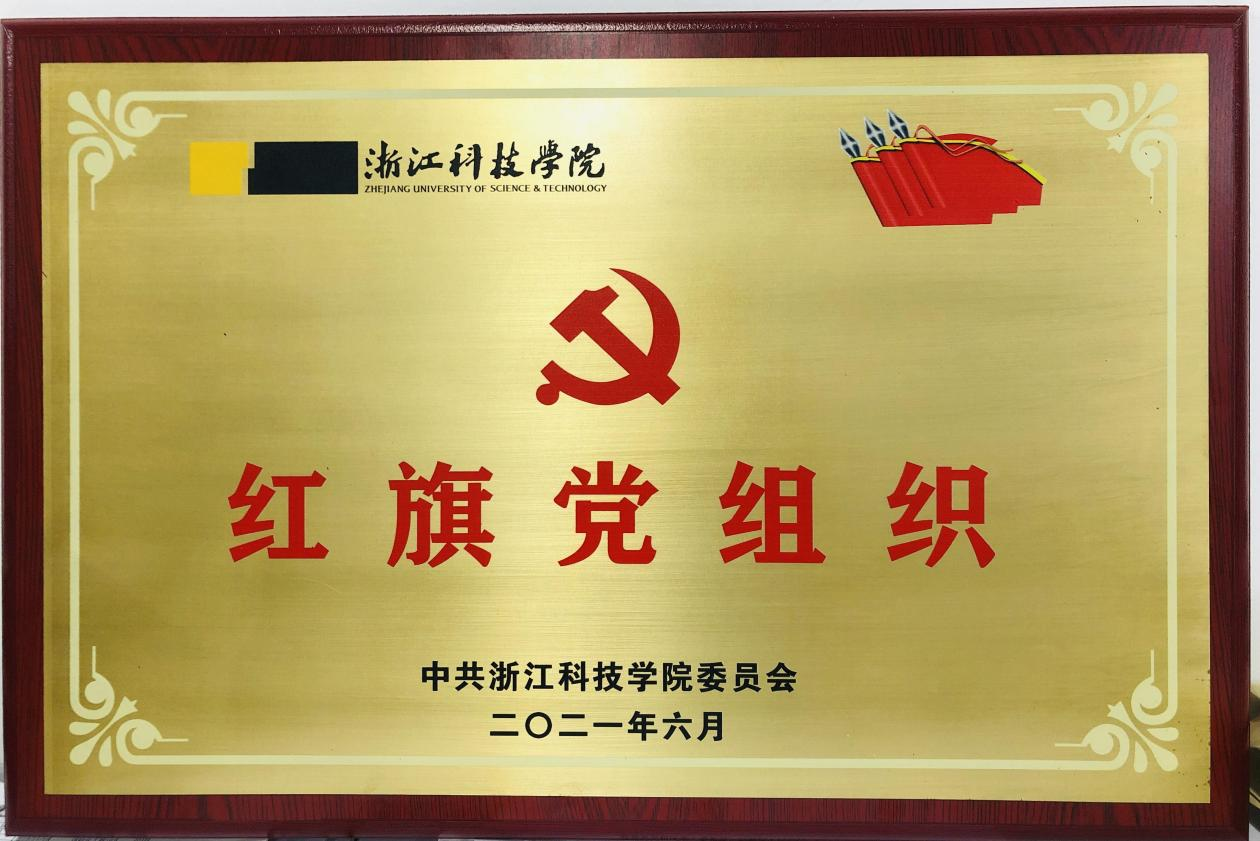 浙江科技學院
ZHEJIANG UNIVERSITY OF SCIENCE & TECHNOLOGY
红旗党组织
中共浙江科技学院委员会
二〇二一年六月